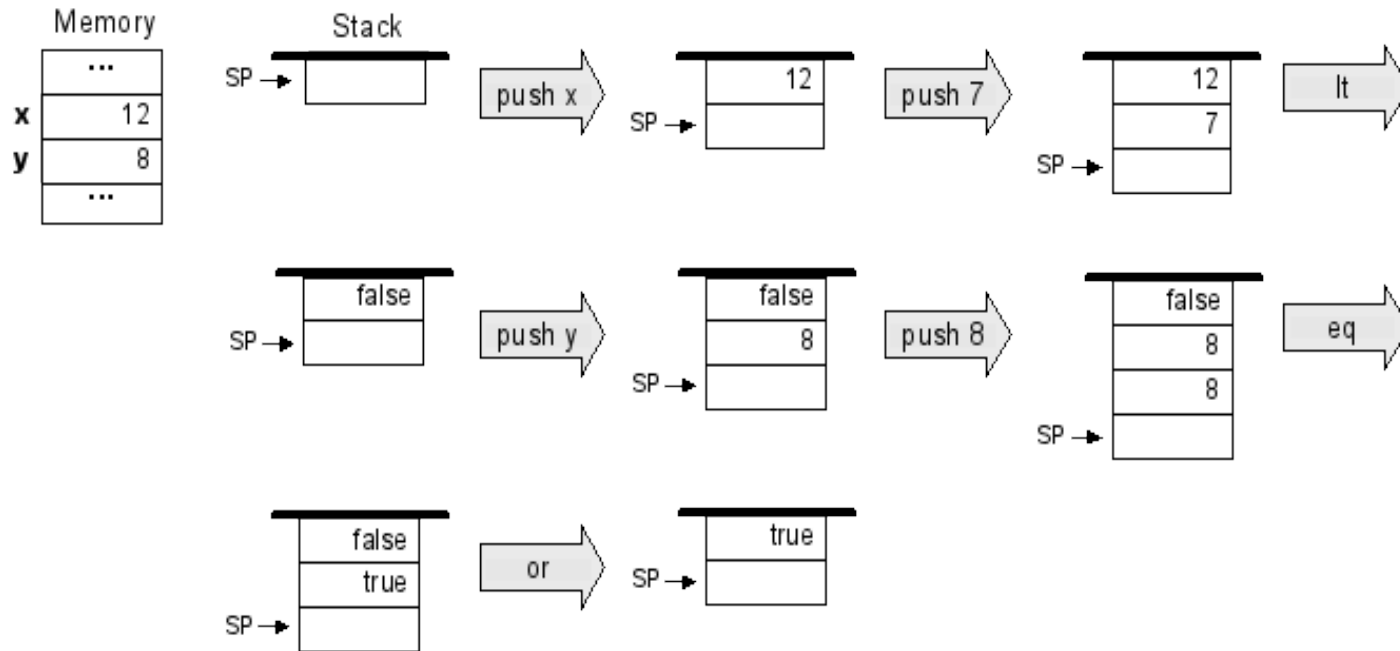 Memory
Stack
...
x 12
y 8
...
SP
push x
12
SP
push 7
12
7
SP
lt
false
SP
push y
false
8
SP
push 8
false
8
8
SP
eq
false
true
SP
or
true
SP